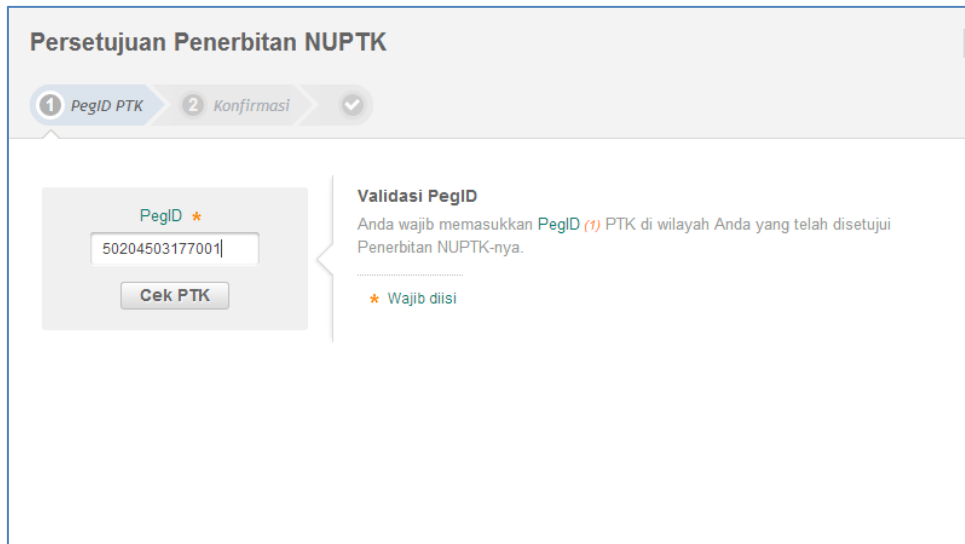 Persetujuan Penerbitan NUPTK
1 PegID PTK 2 Konfirmasi
PegID *
50204503177001
Cek PTK
Validasi PegID
Anda wajib memasukkan PegID (1) PTK di wilayah Anda yang telah disetujui
Penerbitan NUPTK-nya.
* Wajib diisi